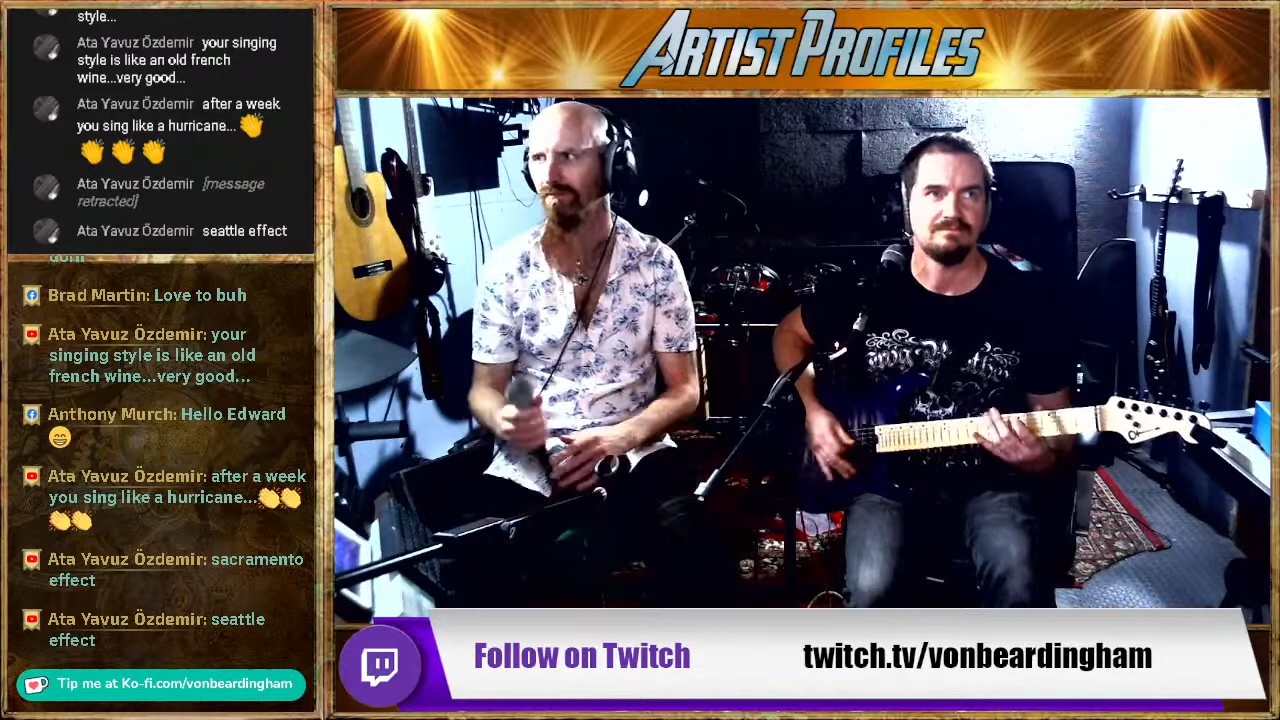 style...
Ata Yavuz Özdemir your singing
style is like an old french
wine...very good...
Ata Yavuz Özdemir after a week
you sing like a hurricane... 👏
👏 👏 👏
Ata Yavuz Özdemir [message
retracted]
Ata Yavuz Özdemir seattle effect
Brad Martin: Love to buh
Ata Yavuz Özdemir: your
singing style is like an old
french wine...very good...
Anthony Murch: Hello Edward
😄
Ata Yavuz Özdemir: after a week
you sing like a hurricane...👏👏
👏👏
Ata Yavuz Özdemir: sacramento
effect
Ata Yavuz Özdemir: seattle
effect
Tip me at Ko-fi.com/vonbeardingham
ARTIST PROFILES
Follow on Twitch
twitch.tv/vonbeardingham